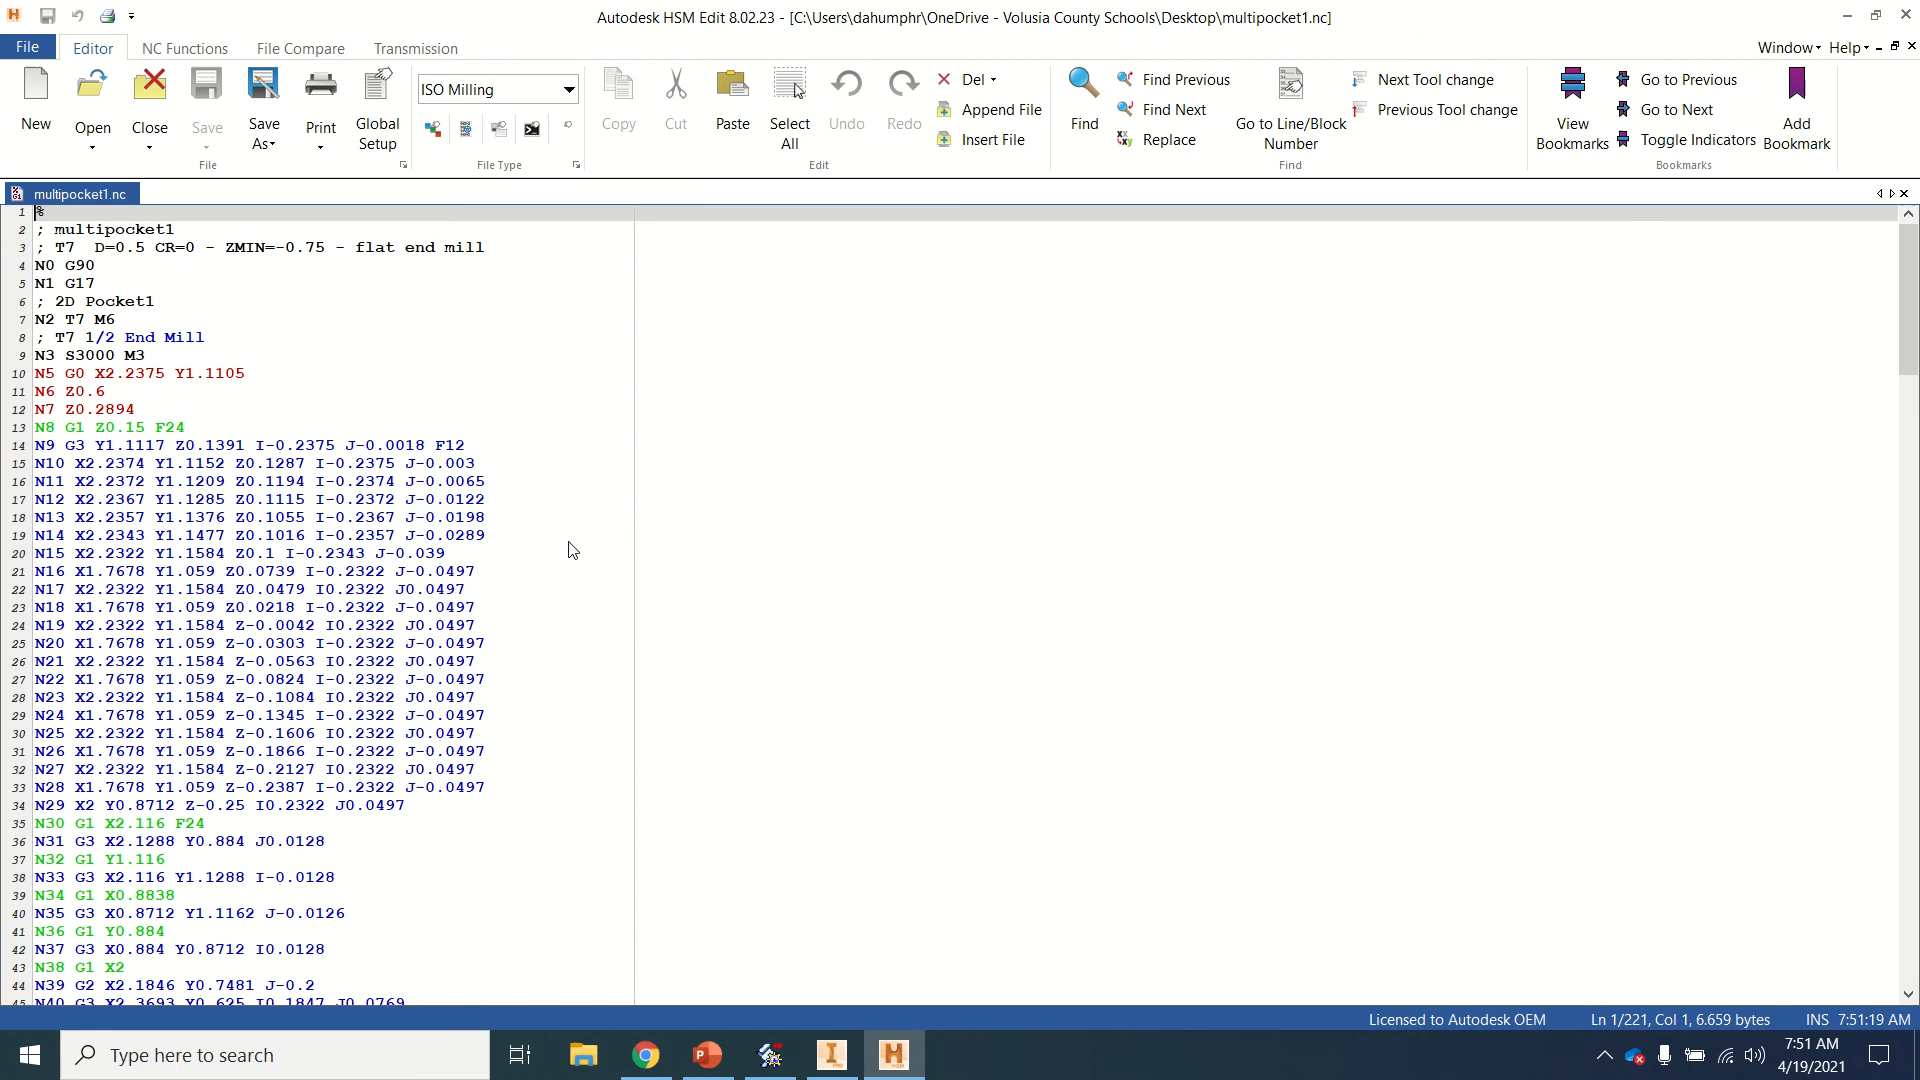 Autodesk HSM Edit 8.02.23 - [C:\Users\dahumphr\OneDrive - Volusia County Schools\Desktop\multipocket1.nc]
File Editor NC Functions File Compare Transmission Window Help
New Open Close Save Save As Print Global Setup
File
ISO Milling
File Type
Copy Cut Paste Select All Undo Redo
Del
Append File
Insert File
Edit
Find
Find Previous
Find Next
Replace
Go to Line/Block Number
Next Tool change
Previous Tool change
Find
View Bookmarks
Go to Previous
Go to Next
Toggle Indicators
Add Bookmark
Bookmarks
multipocket1.nc
1 %
2 ; multipocket1
3 ; T7 D=0.5 CR=0 - ZMIN=-0.75 - flat end mill
4 N0 G90
5 N1 G17
6 ; 2D Pocket1
7 N2 T7 M6
8 ; T7 1/2 End Mill
9 N3 S3000 M3
10 N5 G0 X2.2375 Y1.1105
11 N6 Z0.6
12 N7 Z0.2894
13 N8 G1 Z0.15 F24
14 N9 G3 Y1.1117 Z0.1391 I-0.2375 J-0.0018 F12
15 N10 X2.2374 Y1.1152 Z0.1287 I-0.2375 J-0.003
16 N11 X2.2372 Y1.1209 Z0.1194 I-0.2374 J-0.0065
17 N12 X2.2367 Y1.1285 Z0.1115 I-0.2372 J-0.0122
18 N13 X2.2357 Y1.1376 Z0.1055 I-0.2367 J-0.0198
19 N14 X2.2343 Y1.1477 Z0.1016 I-0.2357 J-0.0289
20 N15 X2.2322 Y1.1584 Z0.1 I-0.2343 J-0.039
21 N16 X1.7678 Y1.059 Z0.0739 I-0.2322 J-0.0497
22 N17 X2.2322 Y1.1584 Z0.0479 I0.2322 J0.0497
23 N18 X1.7678 Y1.059 Z0.0218 I-0.2322 J-0.0497
24 N19 X2.2322 Y1.1584 Z-0.0042 I0.2322 J0.0497
25 N20 X1.7678 Y1.059 Z-0.0303 I-0.2322 J-0.0497
26 N21 X2.2322 Y1.1584 Z-0.0563 I0.2322 J0.0497
27 N22 X1.7678 Y1.059 Z-0.0824 I-0.2322 J-0.0497
28 N23 X2.2322 Y1.1584 Z-0.1084 I0.2322 J0.0497
29 N24 X1.7678 Y1.059 Z-0.1345 I-0.2322 J-0.0497
30 N25 X2.2322 Y1.1584 Z-0.1606 I0.2322 J0.0497
31 N26 X1.7678 Y1.059 Z-0.1866 I-0.2322 J-0.0497
32 N27 X2.2322 Y1.1584 Z-0.2127 I0.2322 J0.0497
33 N28 X1.7678 Y1.059 Z-0.2387 I-0.2322 J-0.0497
34 N29 X2 Y0.8712 Z-0.25 I0.2322 J0.0497
35 N30 G1 X2.116 F24
36 N31 G3 X2.1288 Y0.884 J0.0128
37 N32 G1 Y1.116
38 N33 G3 X2.116 Y1.1288 I-0.0128
39 N34 G1 X0.8838
40 N35 G3 X0.8712 Y1.1162 J-0.0126
41 N36 G1 Y0.884
42 N37 G3 X0.884 Y0.8712 I0.0128
43 N38 G1 X2
44 N39 G2 X2.1846 Y0.7481 J-0.2
45 N40 G3 X2.3693 Y0.625 I0.1847 J0.0769
Licensed to Autodesk OEM Ln 1/221, Col 1, 6.659 bytes INS 7:51:19 AM
Type here to search
7:51 AM
4/19/2021